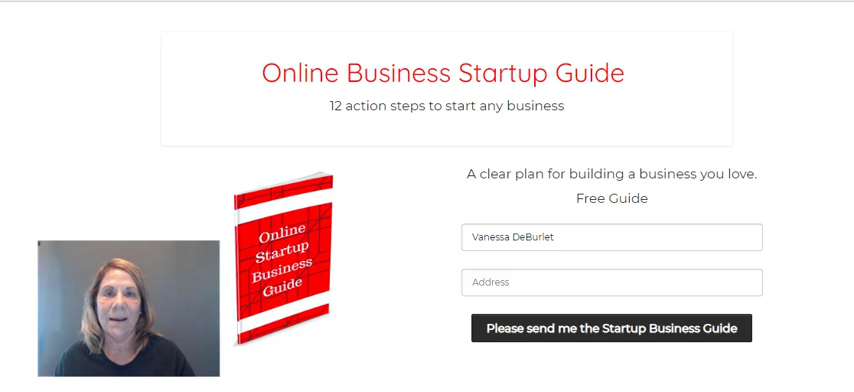 Online Business Startup Guide
12 action steps to start any business
A clear plan for building a business you love.
Free Guide
Online
Startup
Business
Guide
Vanessa DeBurlet
Address
Please send me the Startup Business Guide